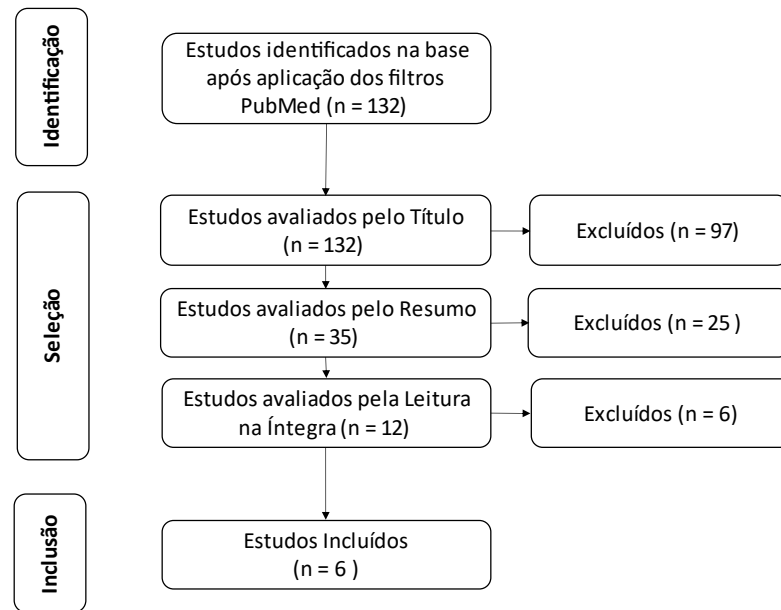 Identificação
Estudos identificados na base
após aplicação dos filtros
PubMed (n = 132)
Seleção
Estudos avaliados pelo Título
(n = 132)
Excluídos (n = 97)
Estudos avaliados pelo Resumo
(n = 35)
Excluídos (n = 25 )
Estudos avaliados pela Leitura
na Íntegra (n = 12)
Excluídos (n = 6)
Inclusão
Estudos Incluídos
(n = 6 )